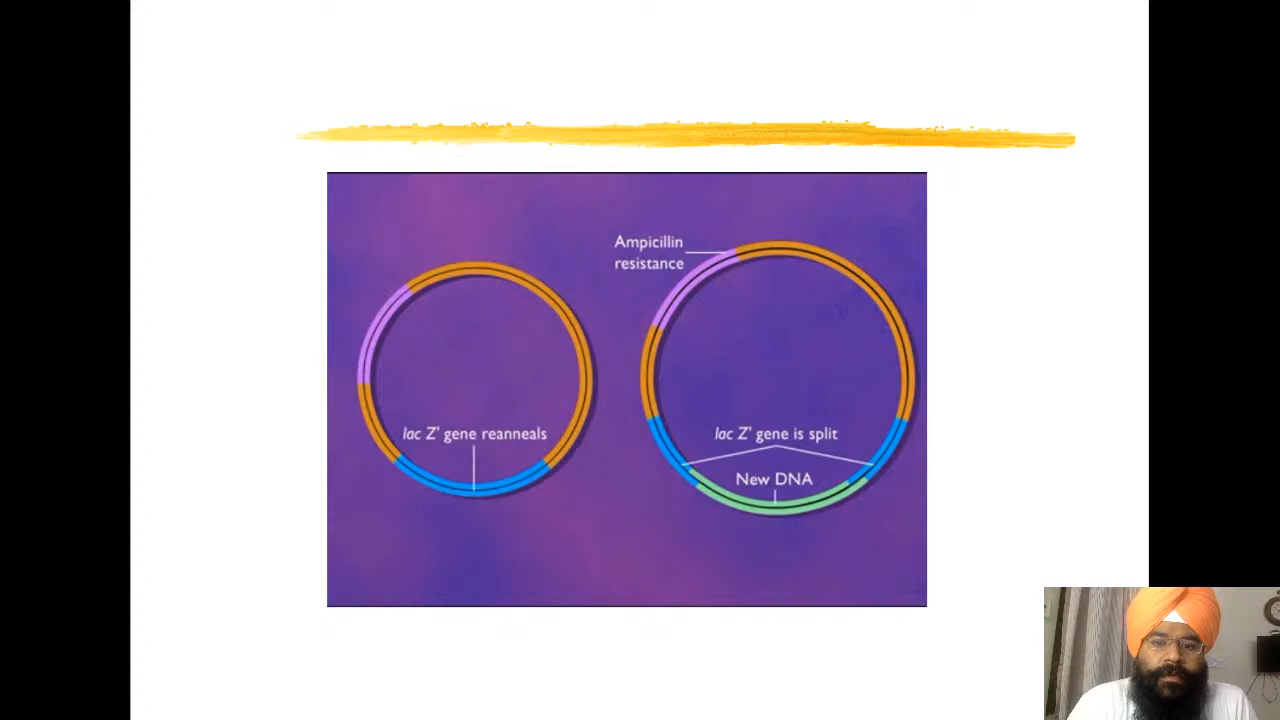 Ampicillin
resistance
lac Z' gene reanneals
lac Z' gene is split
New DNA